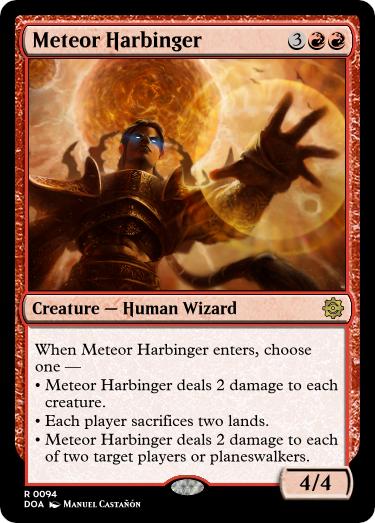 Meteor Harbinger 3
Creature — Human Wizard
When Meteor Harbinger enters, choose
one —
• Meteor Harbinger deals 2 damage to each
creature.
• Each player sacrifices two lands.
• Meteor Harbinger deals 2 damage to each
of two target players or planeswalkers.
4/4
R 0094
DOA Manuel Castañón